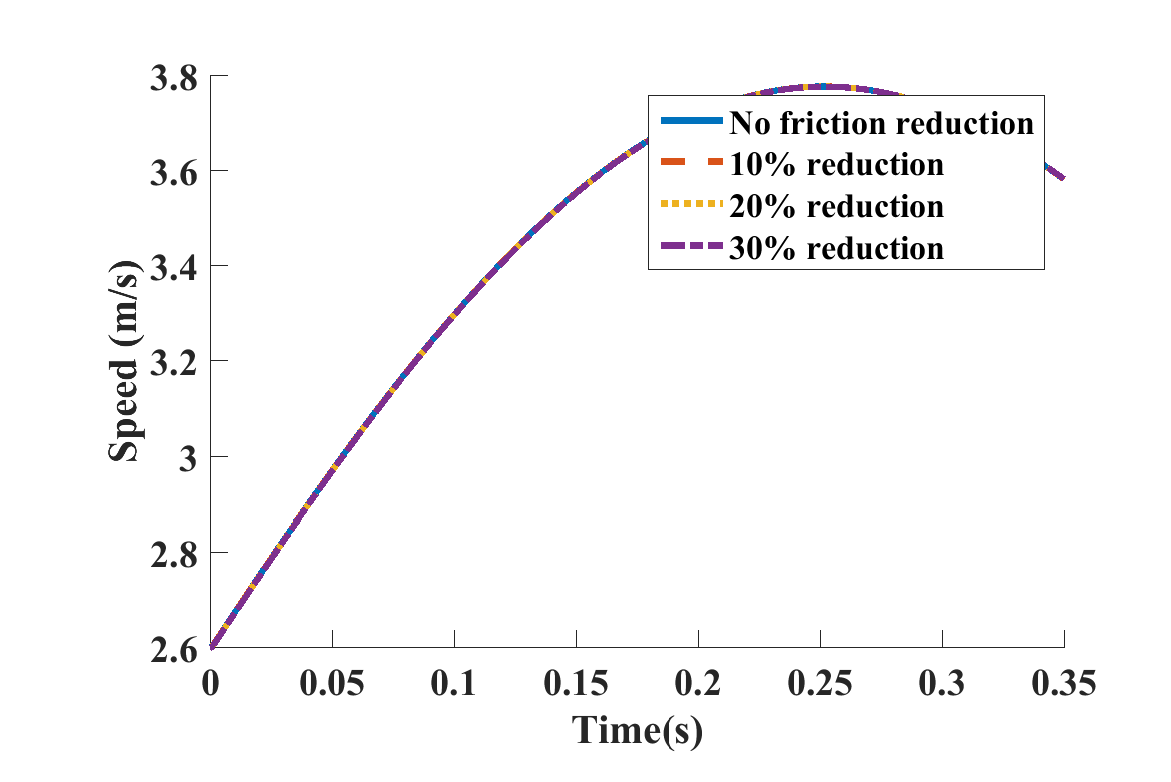 3.8
3.6
3.4
3.2
3
2.8
2.6
Speed (m/s)
No friction reduction
10% reduction
20% reduction
30% reduction
0 0.05 0.1 0.15 0.2 0.25 0.3 0.35
Time(s)